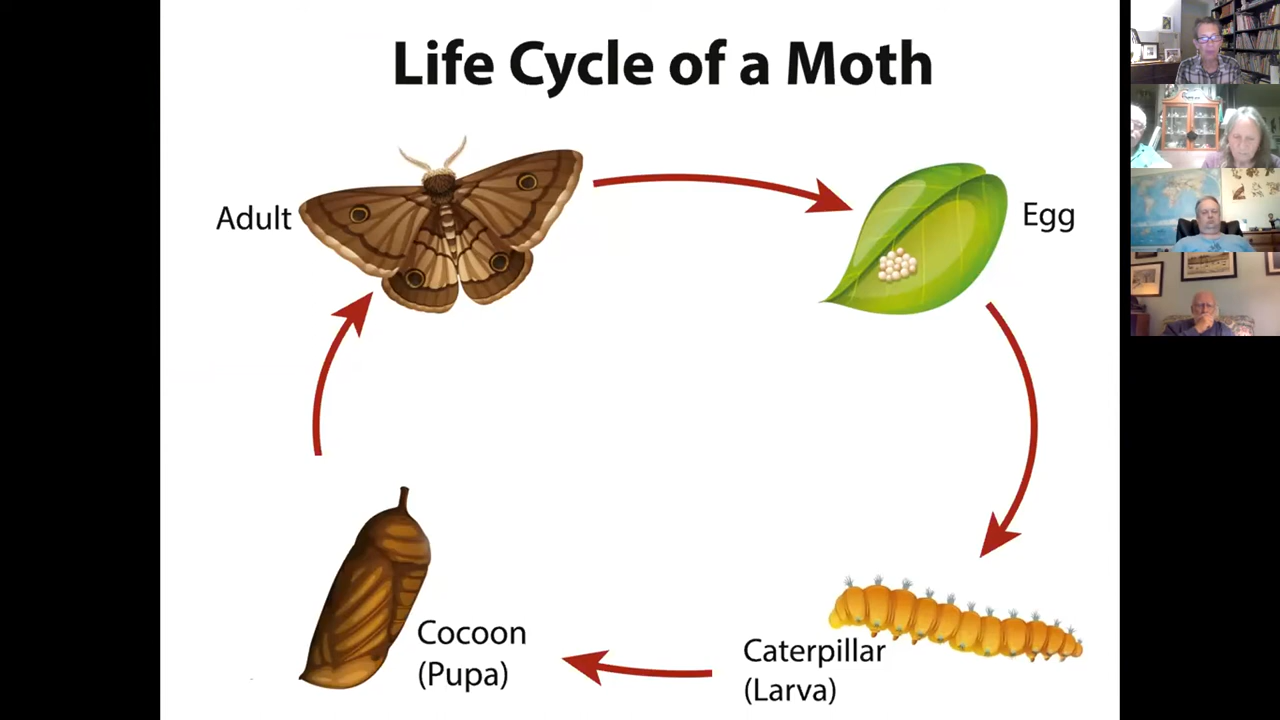 Life Cycle of a Moth
Adult
Egg
Cocoon
(Pupa)
Caterpillar
(Larva)